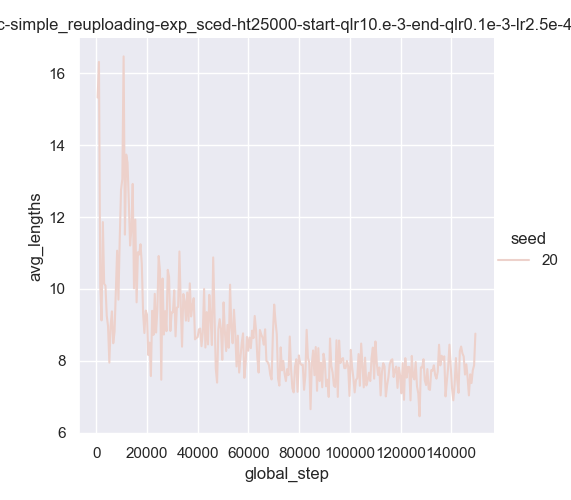 c-simple_reuploading-exp_sced-ht25000-start-qlr10.e-3-end-qlr0.1e-3-lr2.5e-4
16
14
12
10
8
6
avg_lengths
0 20000 40000 60000 80000 100000 120000 140000
global_step
seed
20